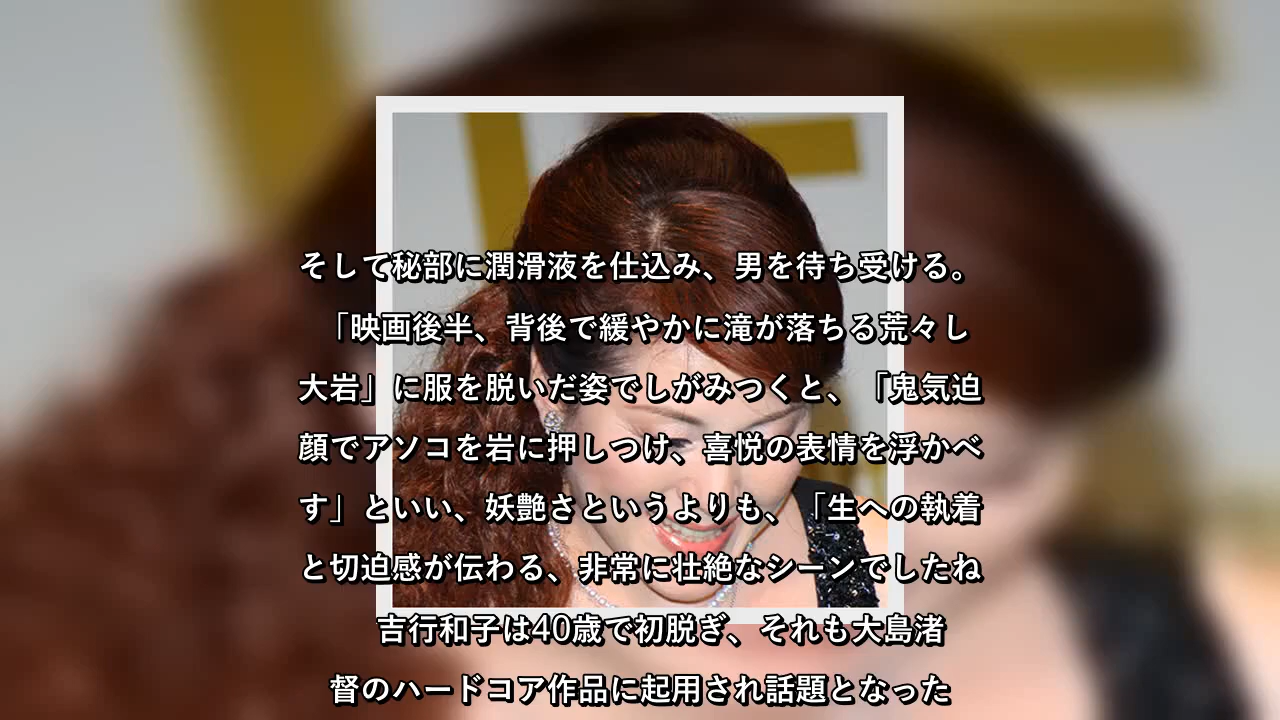 そして秘部に潤滑液を仕込み、男を待ち受ける。
「映画後半、背後で緩やかに滝が落ちる荒々し
大岩」に服を脱いだ姿でしがみつくと、「鬼気迫
顔でアソコを岩に押しつけ、喜悦の表情を浮かべ
す」といい、妖艶さというよりも、「生への執着
と切迫感が伝わる、非常に壮絶なシーンでしたね
吉行和子は40歳で初脱ぎ、それも大島渚
督のハードコア作品に起用され話題となった